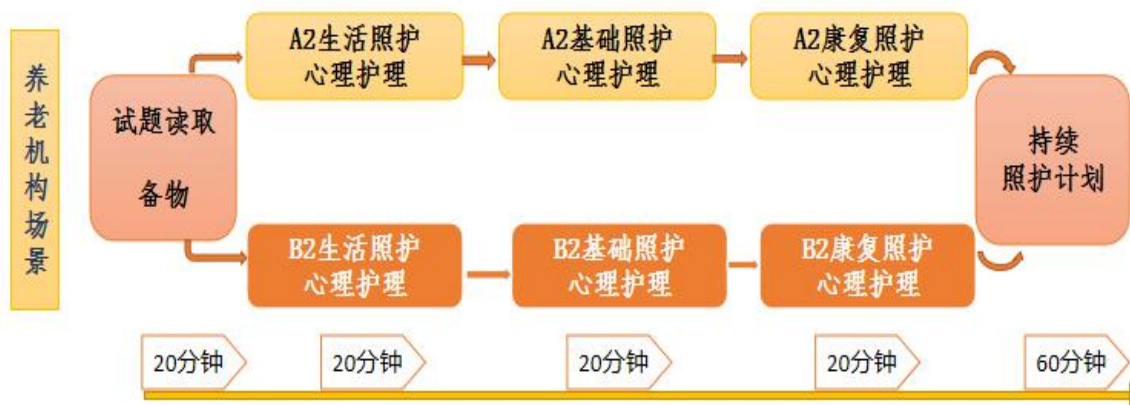 养老机构场景
试题读取
备物
A2生活照护
心理护理
A2基础照护
心理护理
A2康复照护
心理护理
B2生活照护
心理护理
B2基础照护
心理护理
B2康复照护
心理护理
持续
照护计划
20分钟
20分钟
20分钟
20分钟
60分钟